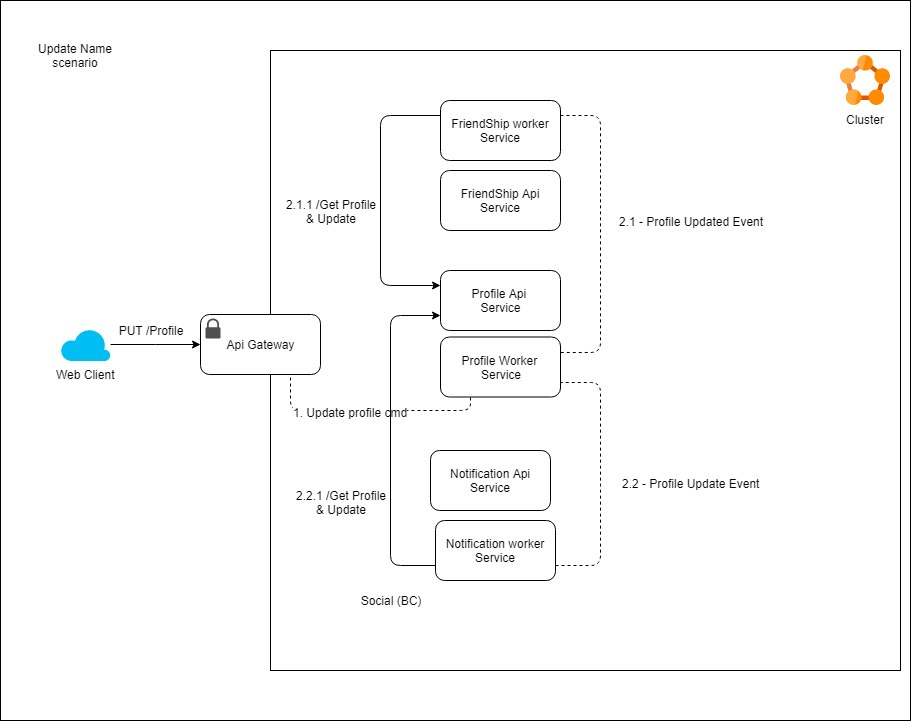 Update Name
scenario
Cluster
FriendShip worker
Service
FriendShip Api
Service
2.1.1 /Get Profile
& Update
2.1 - Profile Updated Event
Profile Api
Service
PUT /Profile
Api Gateway
Web Client
Profile Worker
Service
1. Update profile cmd
Notification Api
Service
2.2 - Profile Update Event
2.2.1 /Get Profile
& Update
Notification worker
Service
Social (BC)